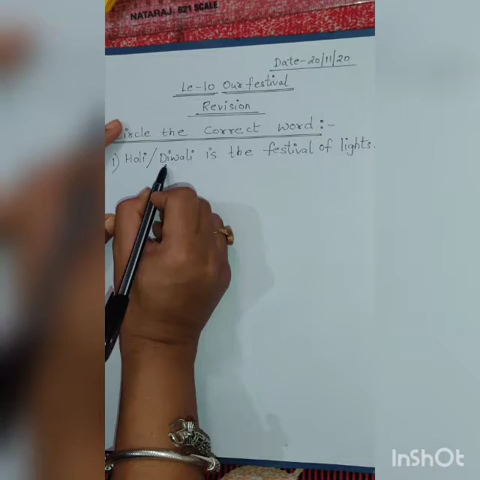 NATARAJ 621 SCALE
Date-20/11/20
Le-10 Our festival
Revision
Circle the Correct word:-
1) Holi/Diwali is the festival of lights.
InShOt